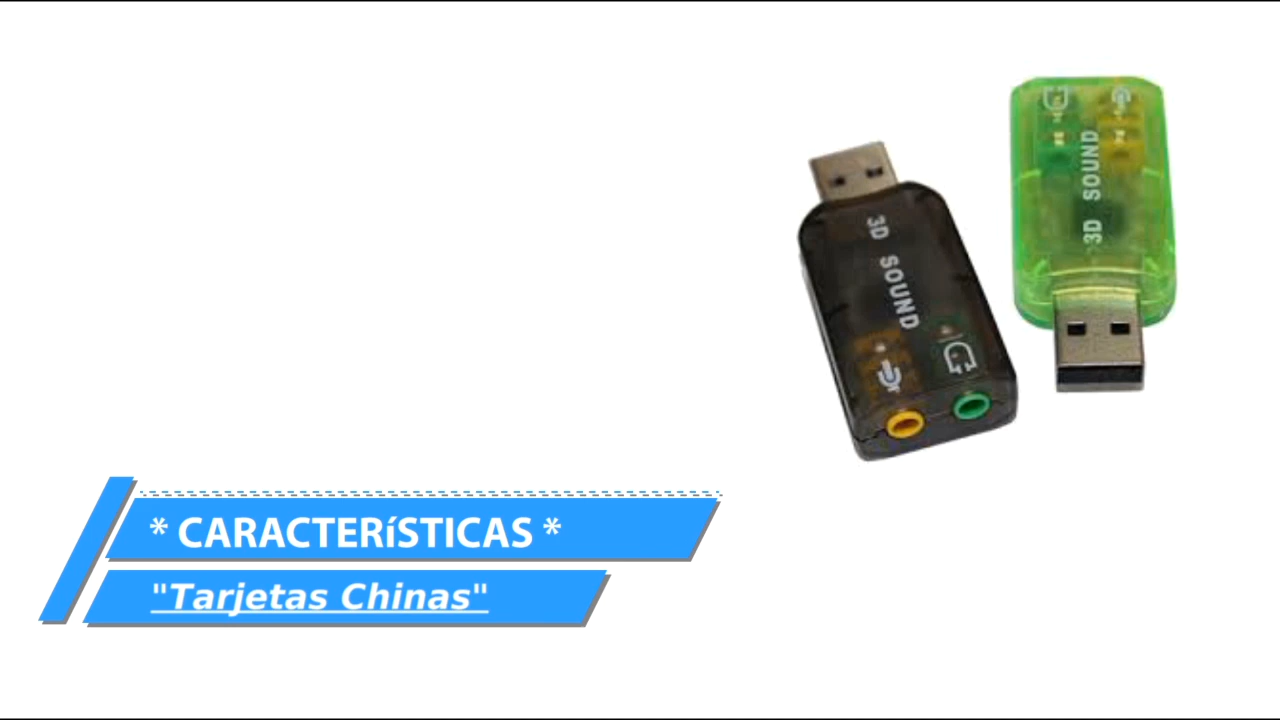 3D SOUND
3D SOUND
* CARACTERíSTICAS *
"Tarjetas Chinas"